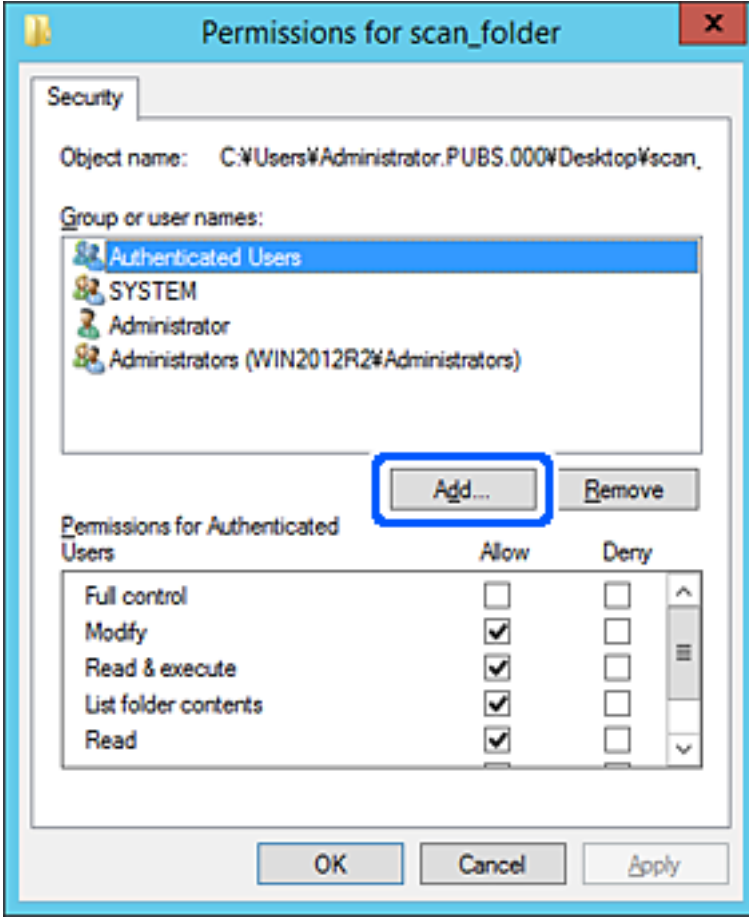 Permissions for scan_folder
x
Security
Object name: C:¥Users¥Administrator.PUBS.000¥Desktop¥scan_
Group or user names:
Authenticated Users
SYSTEM
Administrator
Administrators (WIN2012R2¥Administrators)
Add... Remove
Permissions for Authenticated
Users Allow Deny
Full control
Modify
Read & execute
List folder contents
Read
OK Cancel Apply